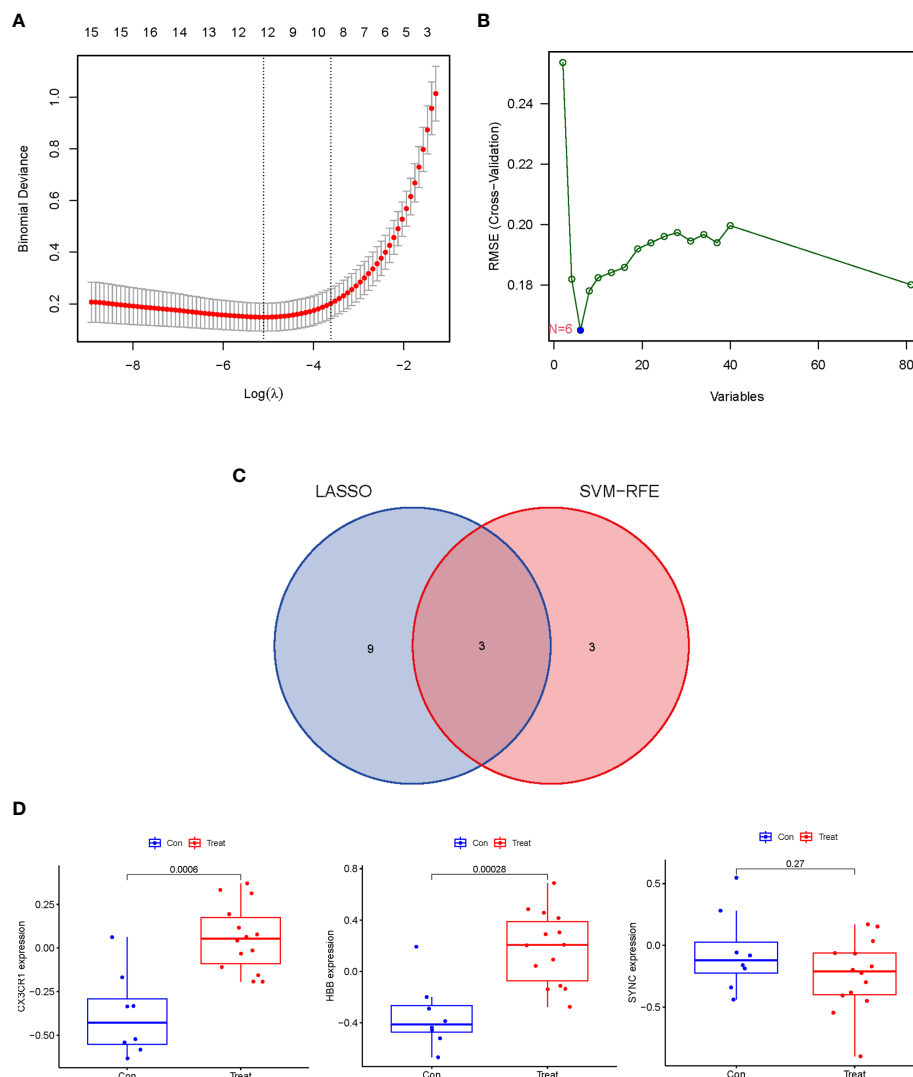 A
15 15 16 14 13 12 12 9 10 8 7 6 5 3
Binomial Deviance
1.0
0.8
0.6
0.4
0.2
−8 −6 −4 −2
Log(λ)
B
RMSE (Cross−Validation)
0.24
0.22
0.20
0.18
N=6
0 20 40 60 80
Variables
C
LASSO SVM−RFE
9 3 3
D
Con Treat
0.0006
CX3CR1 expression
0.25
0.00
−0.25
−0.50
Con Treat
Con Treat
0.00028
HBB expression
0.8
0.4
0.0
−0.4
Con Treat
Con Treat
0.27
SYNC expression
0.5
−0.0
−0.5
Con Treat